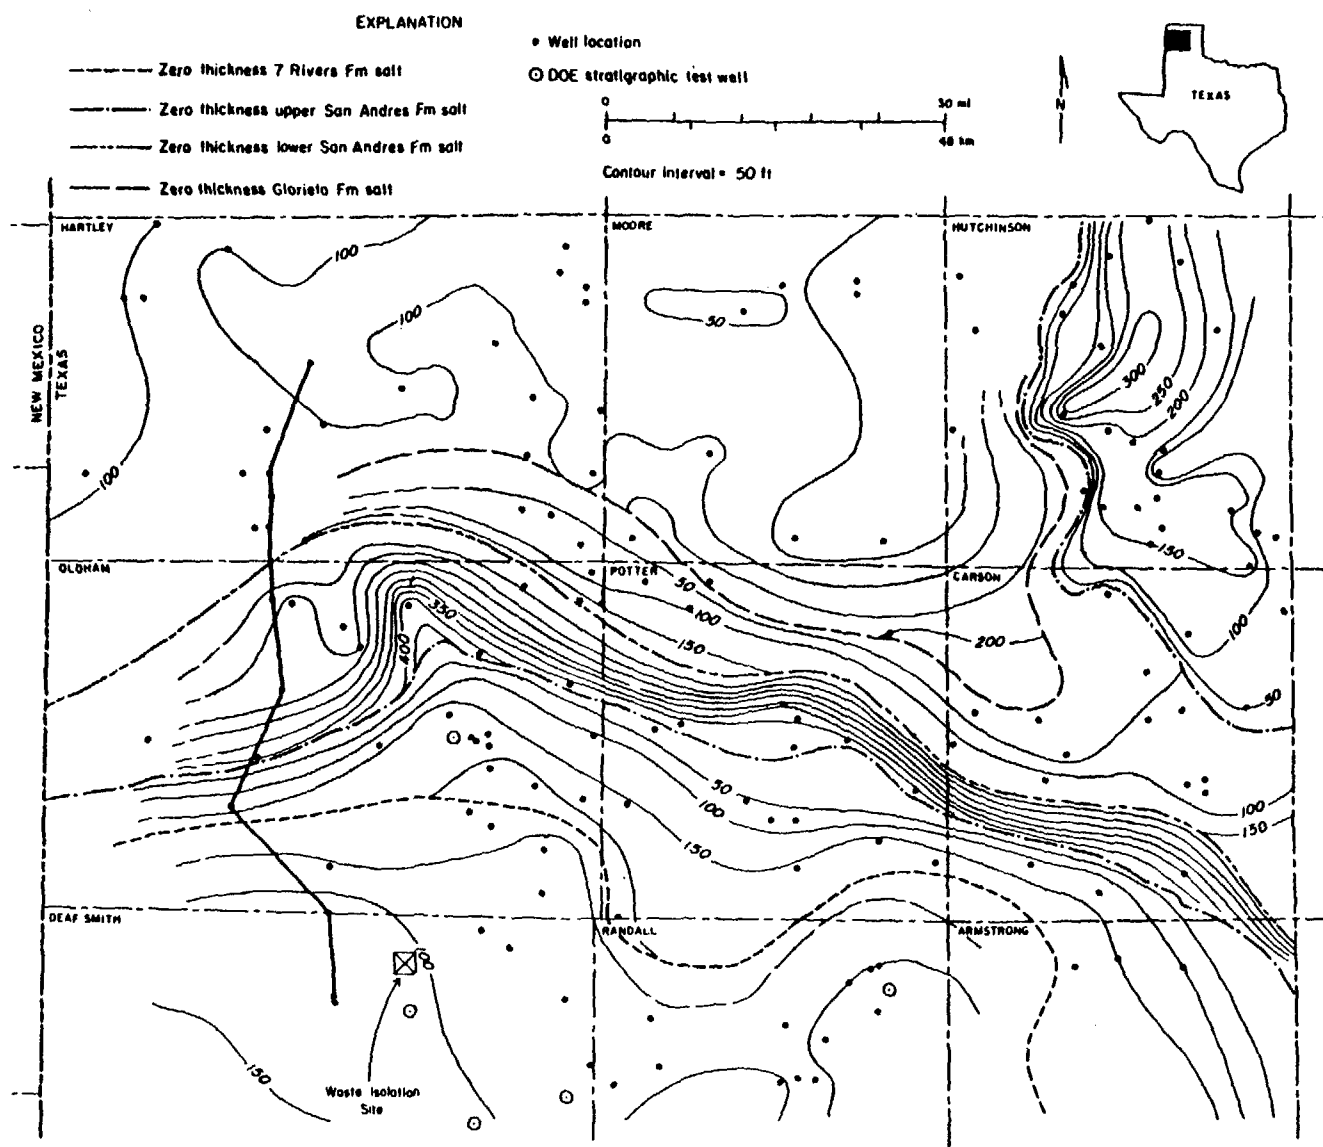 EXPLANATION
Zero thickness 7 Rivers Fm salt
Zero thickness upper San Andres Fm salt
Zero thickness lower San Andres Fm salt
Zero thickness Glorieta Fm salt
Well location
DOE stratigraphic test well
0 30 mi
0 48 km
Contour interval = 50 ft
N
TEXAS
HARTLEY
MOORE
HUTCHINSON
NEW MEXICO
TEXAS
100
100
50
300
250
200
100
150
OLDHAM
POTTER
CARSON
50
350
100
100
200
150
400
50
50
100
100
150
150
DEAF SMITH
RANDALL
ARMSTRONG
150
Waste Isolation
Site